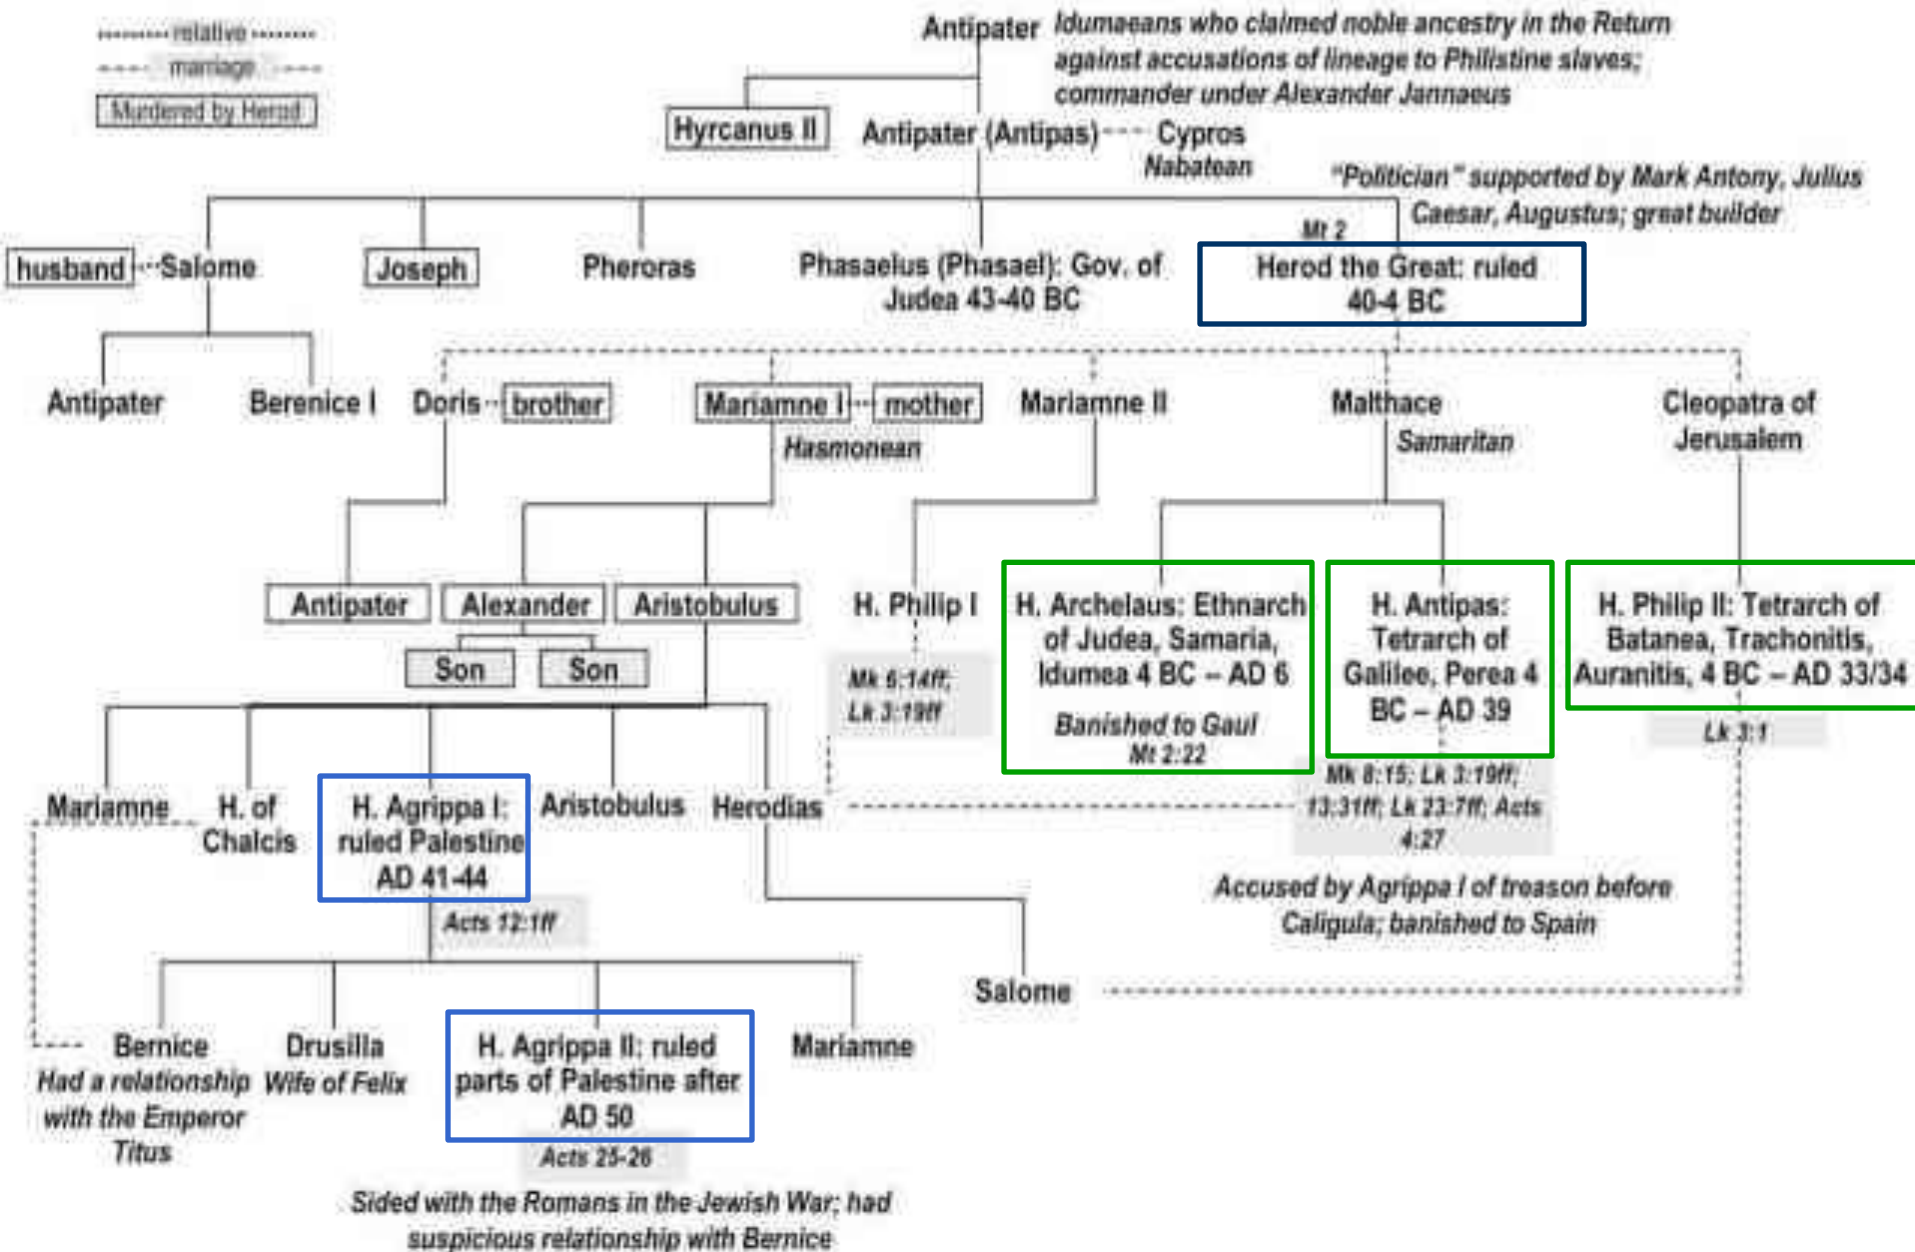 relative
marriage
Murdered by Herod
Antipater
Idumaeans who claimed noble ancestry in the Return
against accusations of lineage to Philistine slaves;
commander under Alexander Jannaeus
Hyrcanus II
Antipater (Antipas)
Cypros
Nabatean
"Politician" supported by Mark Antony, Julius
Caesar, Augustus; great builder
Mt 2
husband
Salome
Joseph
Pheroras
Phasaelus (Phasael): Gov. of
Judea 43-40 BC
Herod the Great: ruled
40-4 BC
Antipater
Berenice I
Doris
brother
Mariamne I
mother
Hasmonean
Mariamne II
Malthace
Samaritan
Cleopatra of
Jerusalem
Antipater
Alexander
Aristobulus
Son
Son
H. Philip I
Mk 6:14ff;
Lk 3:19ff
H. Archelaus: Ethnarch
of Judea, Samaria,
Idumea 4 BC – AD 6
Banished to Gaul
Mt 2:22
H. Antipas:
Tetrarch of
Galilee, Perea 4
BC – AD 39
Mk 8:15; Lk 3:19ff;
13:31ff; Lk 23:7ff; Acts
4:27
Accused by Agrippa I of treason before
Caligula; banished to Spain
H. Philip II: Tetrarch of
Batanea, Trachonitis,
Auranitis, 4 BC – AD 33/34
Lk 3:1
Mariamne
H. of
Chalcis
H. Agrippa I:
ruled Palestine
AD 41-44
Acts 12:1ff
Aristobulus
Herodias
Salome
Bernice
Had a relationship
with the Emperor
Titus
Drusilla
Wife of Felix
H. Agrippa II: ruled
parts of Palestine after
AD 50
Acts 25-26
Sided with the Romans in the Jewish War; had
suspicious relationship with Bernice
Mariamne